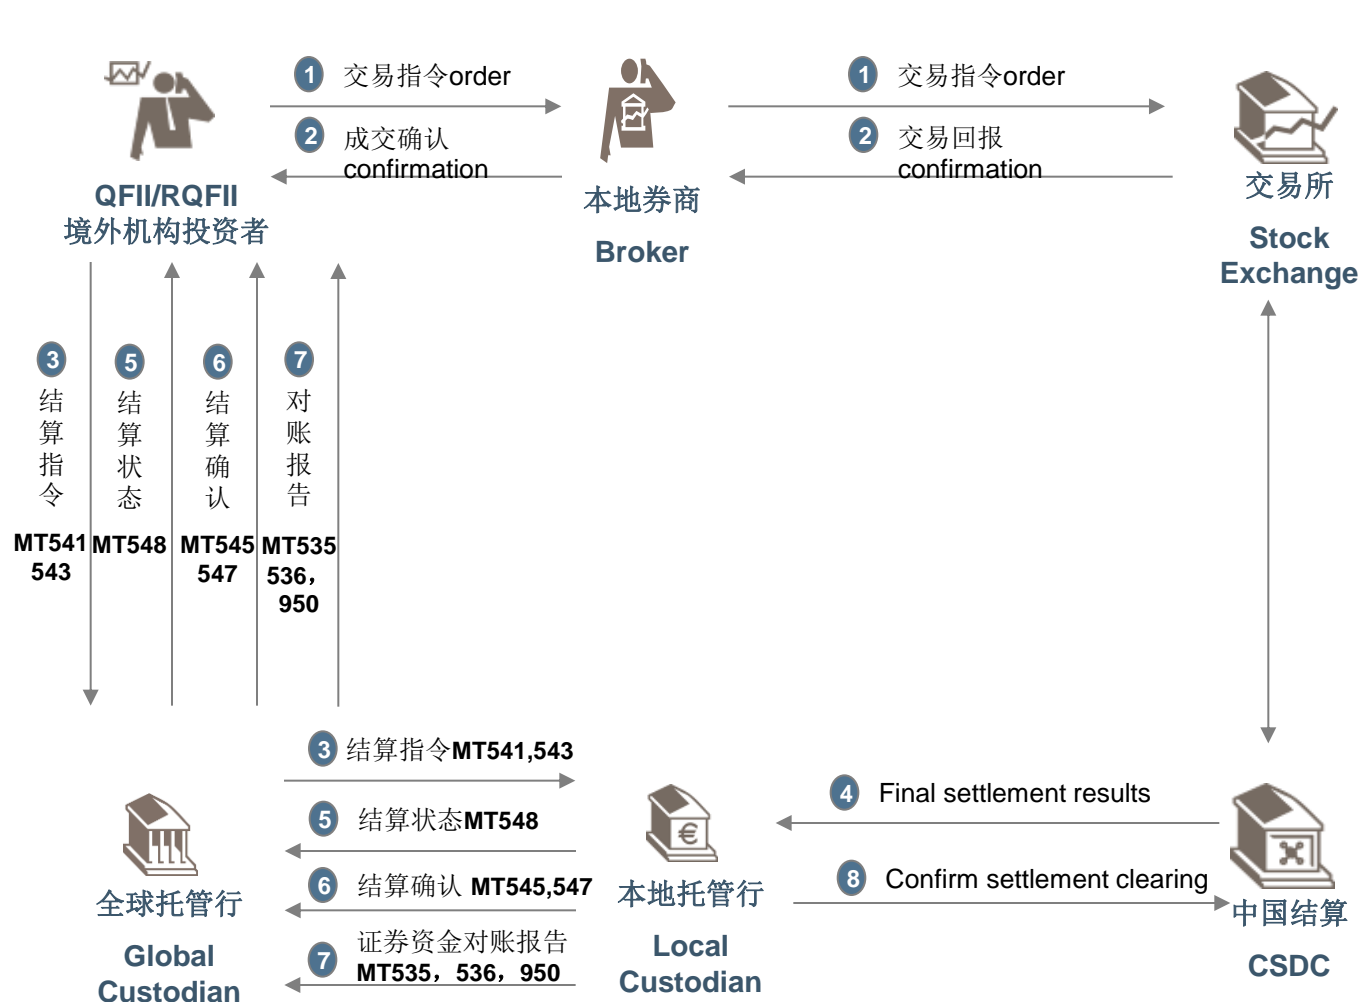 1 交易指令order
2 成交确认
confirmation
1 交易指令order
2 交易回报
confirmation
QFII/RQFII
境外机构投资者
本地券商
Broker
交易所
Stock
Exchange
3
结
算
指
令
MT541
543
5
结
算
状
态
MT548
6
结
算
确
认
MT545
547
7
对
账
报
告
MT535
536，
950
3 结算指令MT541,543
5 结算状态MT548
6 结算确认 MT545,547
7 证券资金对账报告
MT535，536，950
4 Final settlement results
8 Confirm settlement clearing
全球托管行
Global
Custodian
本地托管行
€
Local
Custodian
中国结算
CSDC